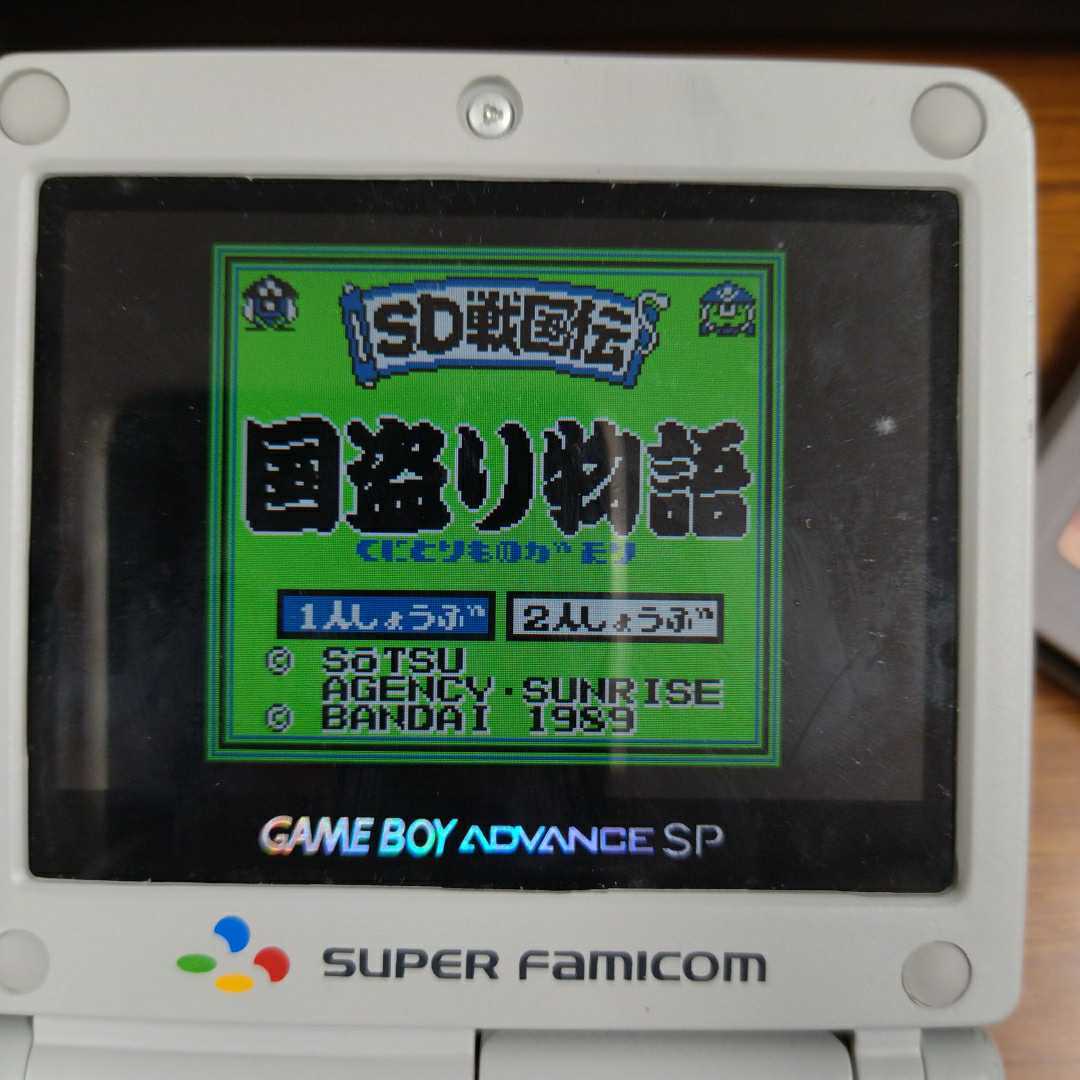 SD戦国伝
国盗り物語
くにとりものがたり
1人しょうぶ 2人しょうぶ
© SōTSU
AGENCY・SUNRISE
© BANDAI 1989
GAME BOY ADVANCE SP
SUPER FAMICOM